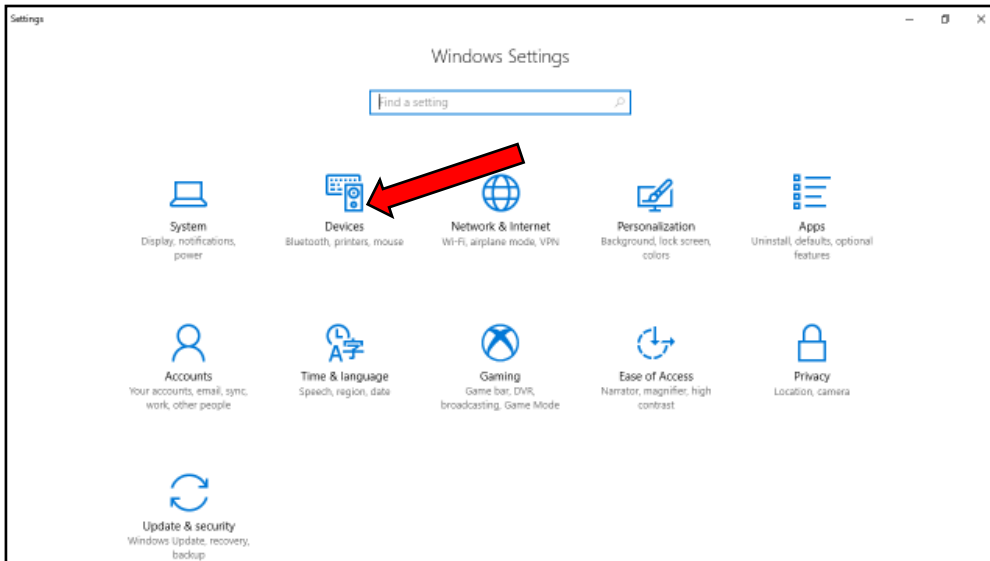 Settings
Windows Settings
Find a setting
System
Display, notifications,
power
Devices
Bluetooth, printers, mouse
Network & Internet
Wi-Fi, airplane mode, VPN
Personalization
Background, lock screen,
colors
Apps
Uninstall, defaults, optional
features
Accounts
Your accounts, email, sync,
work, other people
Time & language
Speech, region, date
Gaming
Game bar, DVR,
broadcasting, Game Mode
Ease of Access
Narrator, magnifier, high
contrast
Privacy
Location, camera
Update & security
Windows Update, recovery,
backup